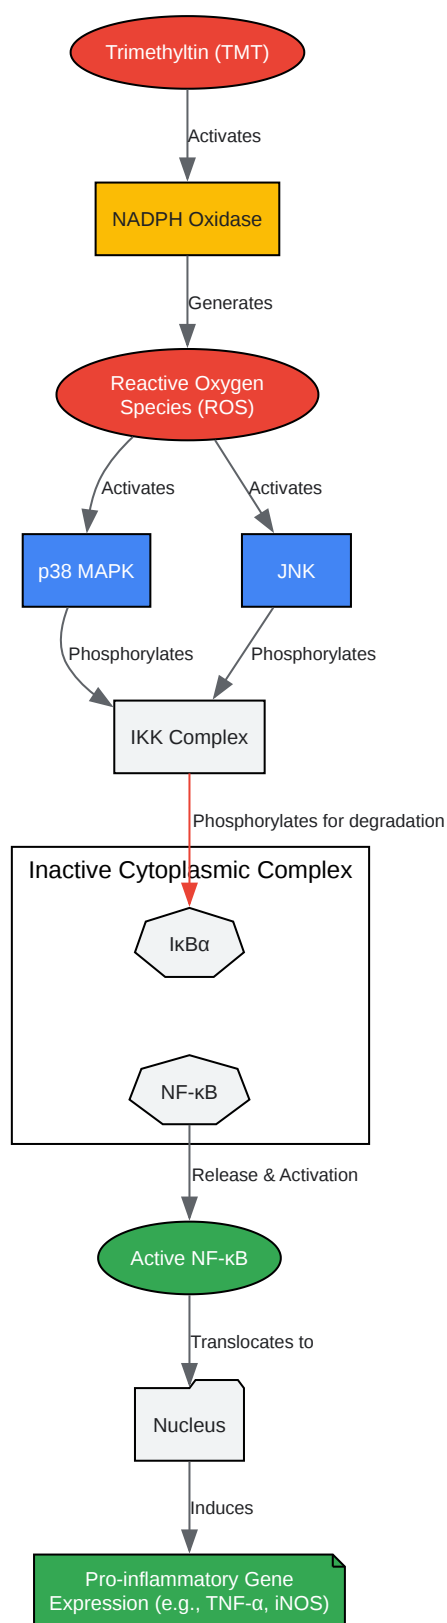 Trimethyltin (TMT)
Activates
NADPH Oxidase
Generates
Reactive Oxygen
Species (ROS)
Activates
Activates
p38 MAPK
JNK
Phosphorylates
Phosphorylates
IKK Complex
Phosphorylates for degradation
Inactive Cytoplasmic Complex
IκBα
NF-κB
Release & Activation
Active NF-κB
Translocates to
Nucleus
Induces
Pro-inflammatory Gene
Expression (e.g., TNF-α, iNOS)